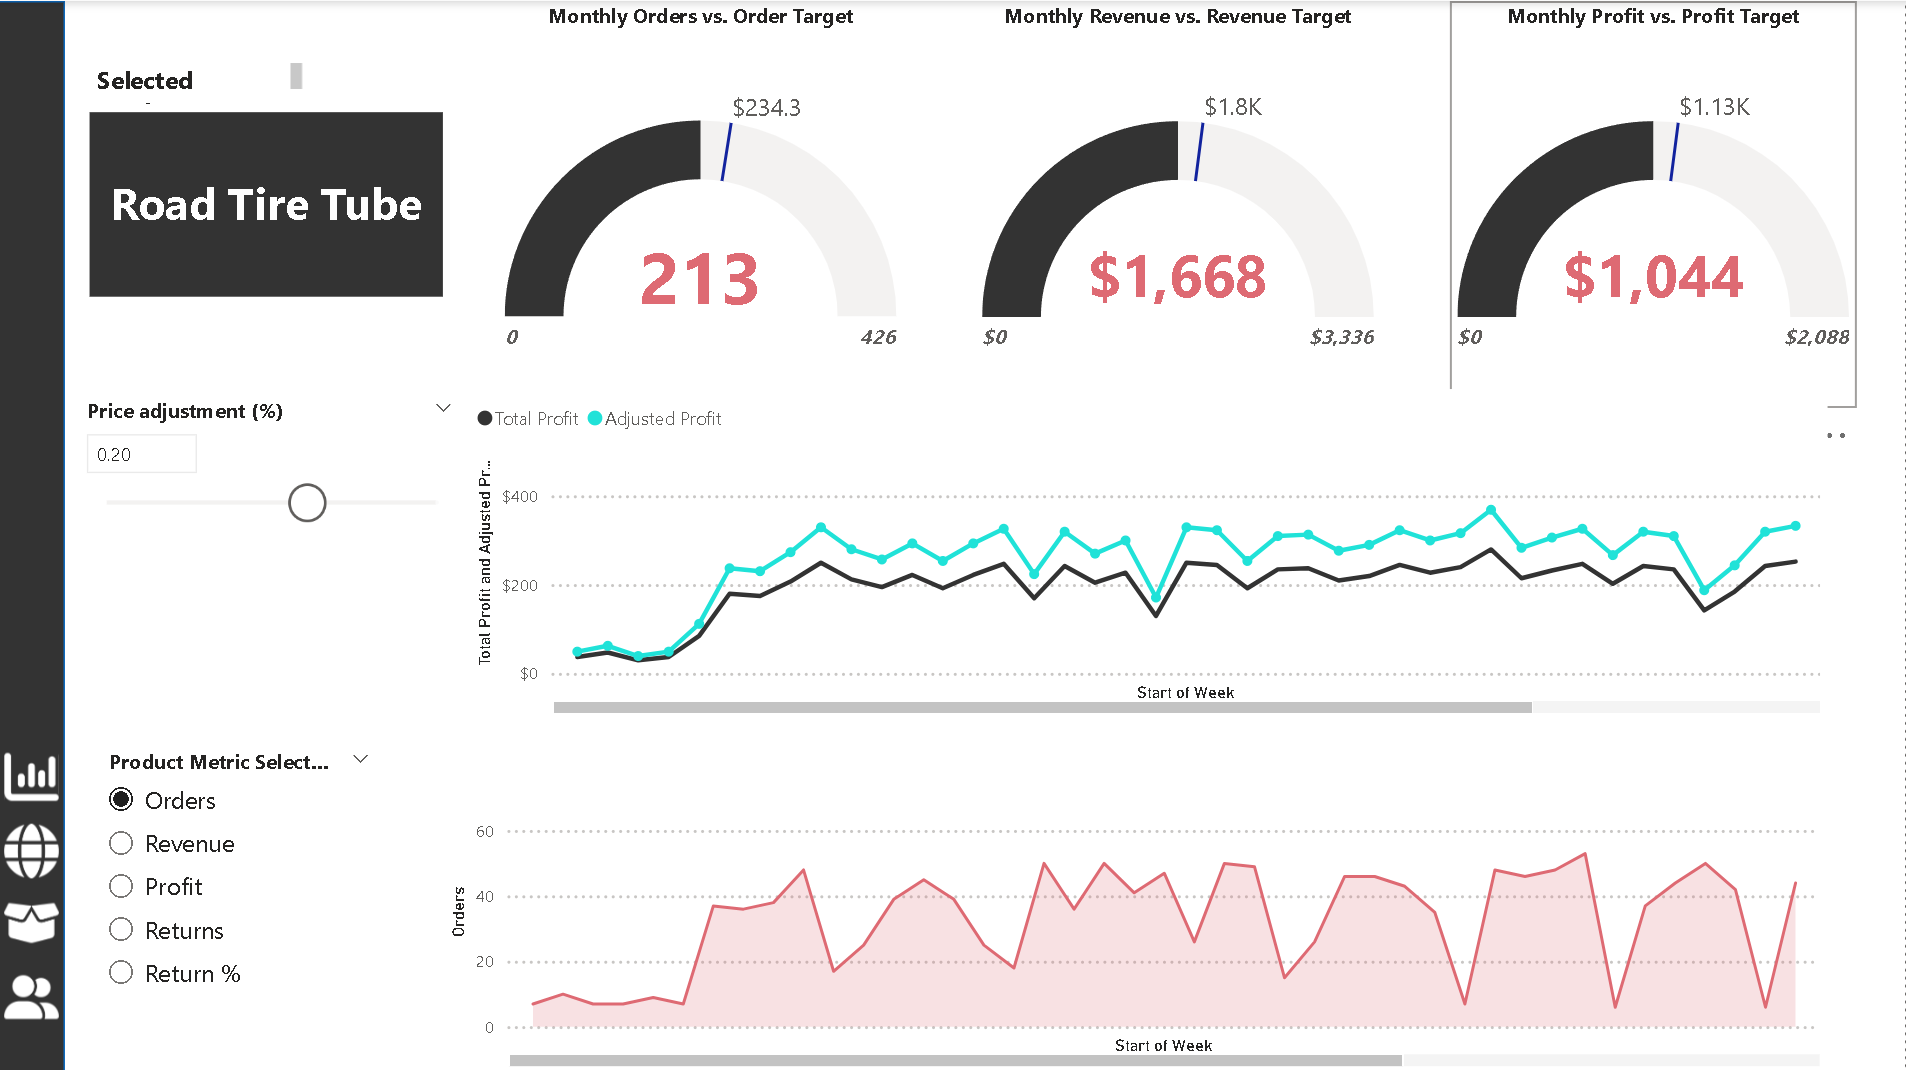 Monthly Orders vs. Order Target
Monthly Revenue vs. Revenue Target
Monthly Profit vs. Profit Target
Selected
Road Tire Tube
$234.3
213
0
426
$1.8K
$1,668
$0
$3,336
$1.13K
$1,044
$0
$2,088
Price adjustment (%)
0.20
Total Profit
Adjusted Profit
Total Profit and Adjusted Pr...
$400
$200
$0
Start of Week
Product Metric Select...
Orders
Revenue
Profit
Returns
Return %
Orders
60
40
20
0
Start of Week